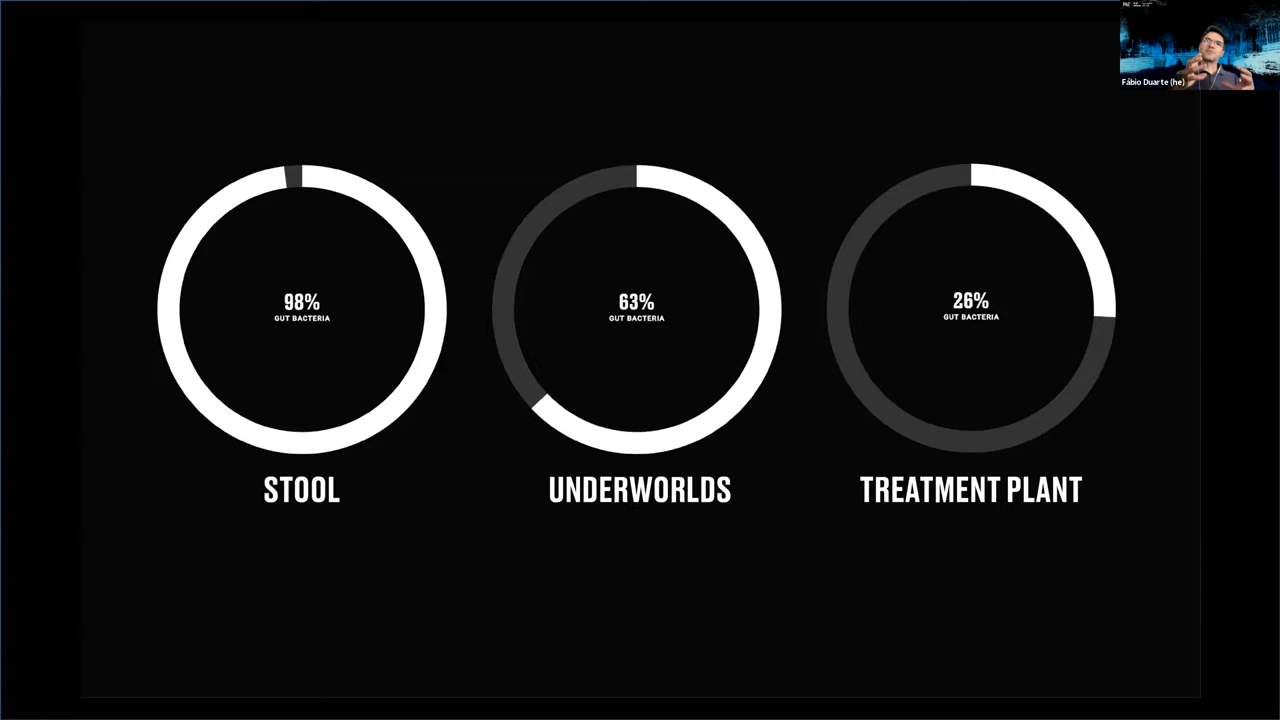 Fábio Duarte (he)
98%
GUT BACTERIA
63%
GUT BACTERIA
26%
GUT BACTERIA
STOOL
UNDERWORLDS
TREATMENT PLANT